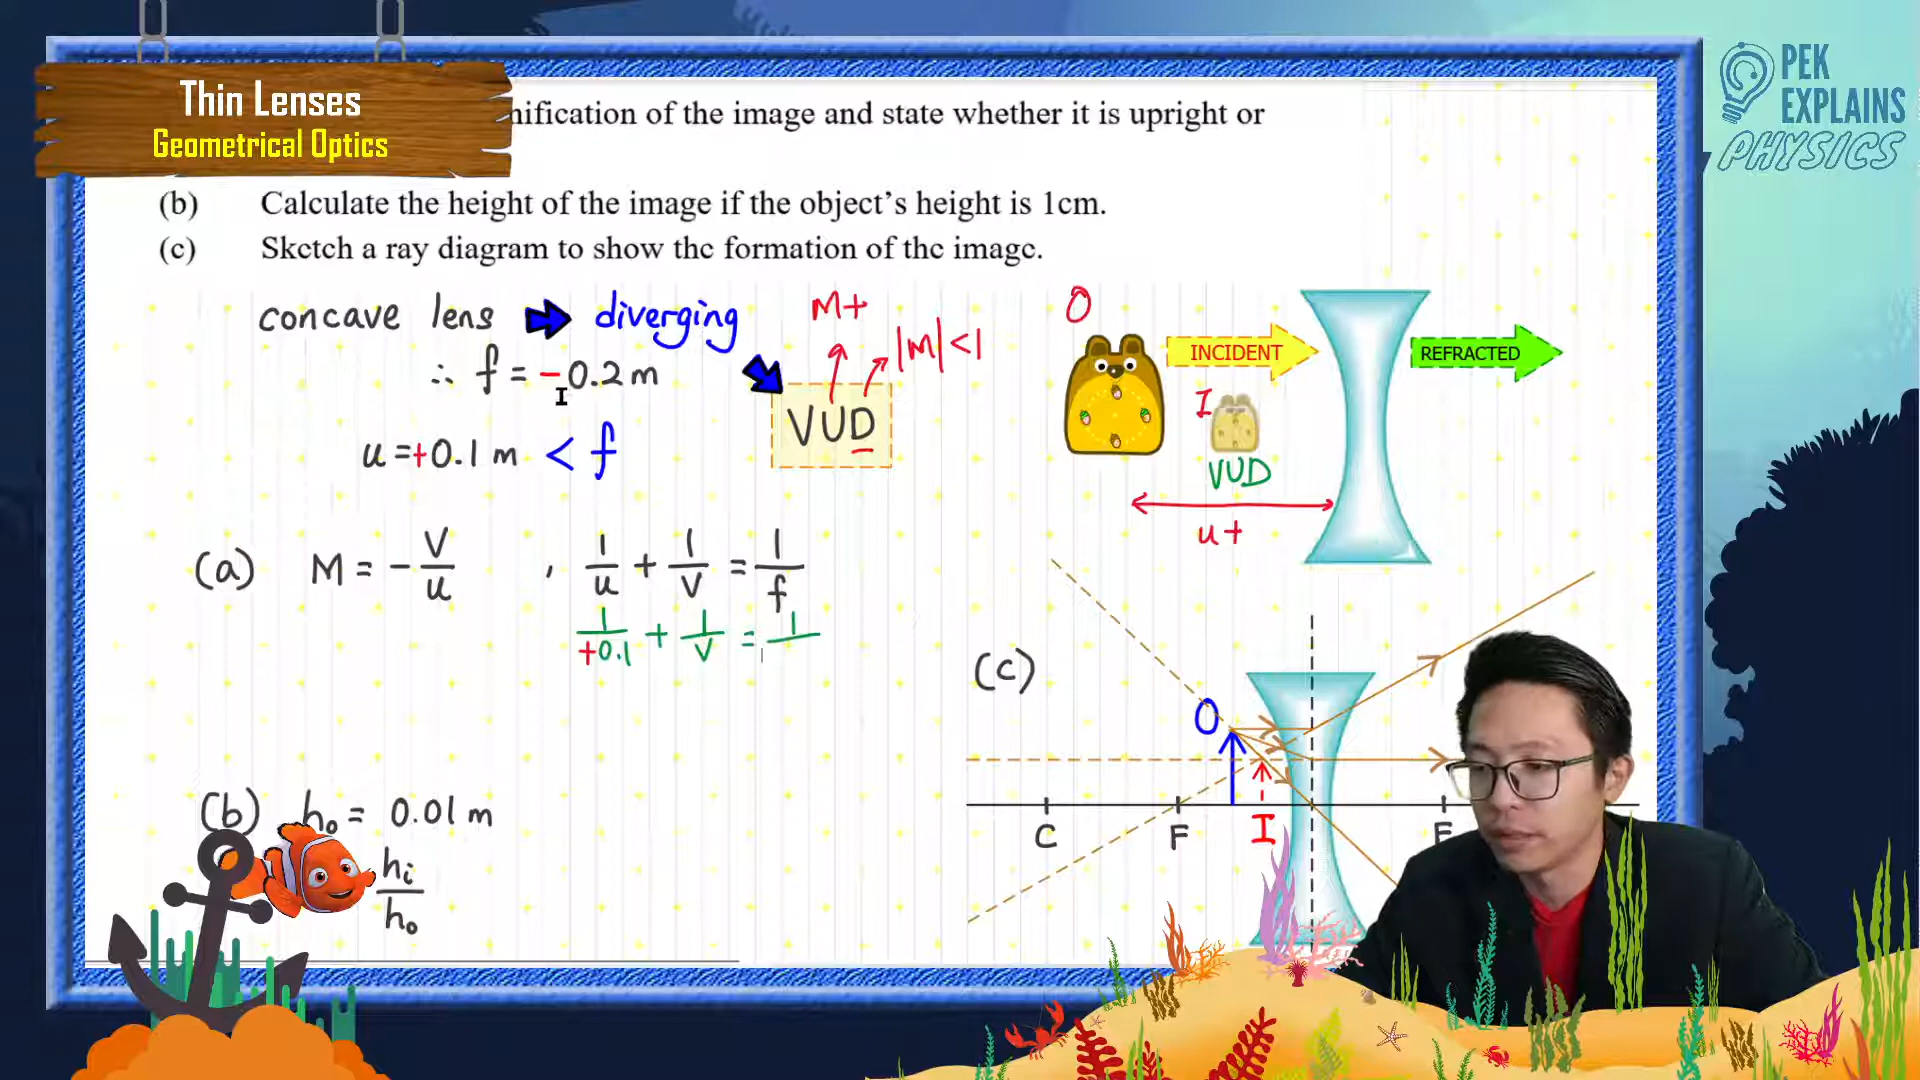 Thin Lenses
Geometrical Optics
PEK
EXPLAINS
PHYSICS
nification of the image and state whether it is upright or
(b) Calculate the height of the image if the object's height is 1cm.
(c) Sketch a ray diagram to show the formation of the image.
concave lens diverging
∴ f = -0.2 m
u = +0.1 m < f
M+
|M| < 1
VUD
O
INCIDENT
REFRACTED
I
VUD
u+
(a) M = - v/u , 1/u + 1/v = 1/f
1/+0.1 + 1/v = 1/
(b) h₀ = 0.01 m
hᵢ/h₀
(c)
O
C F I F